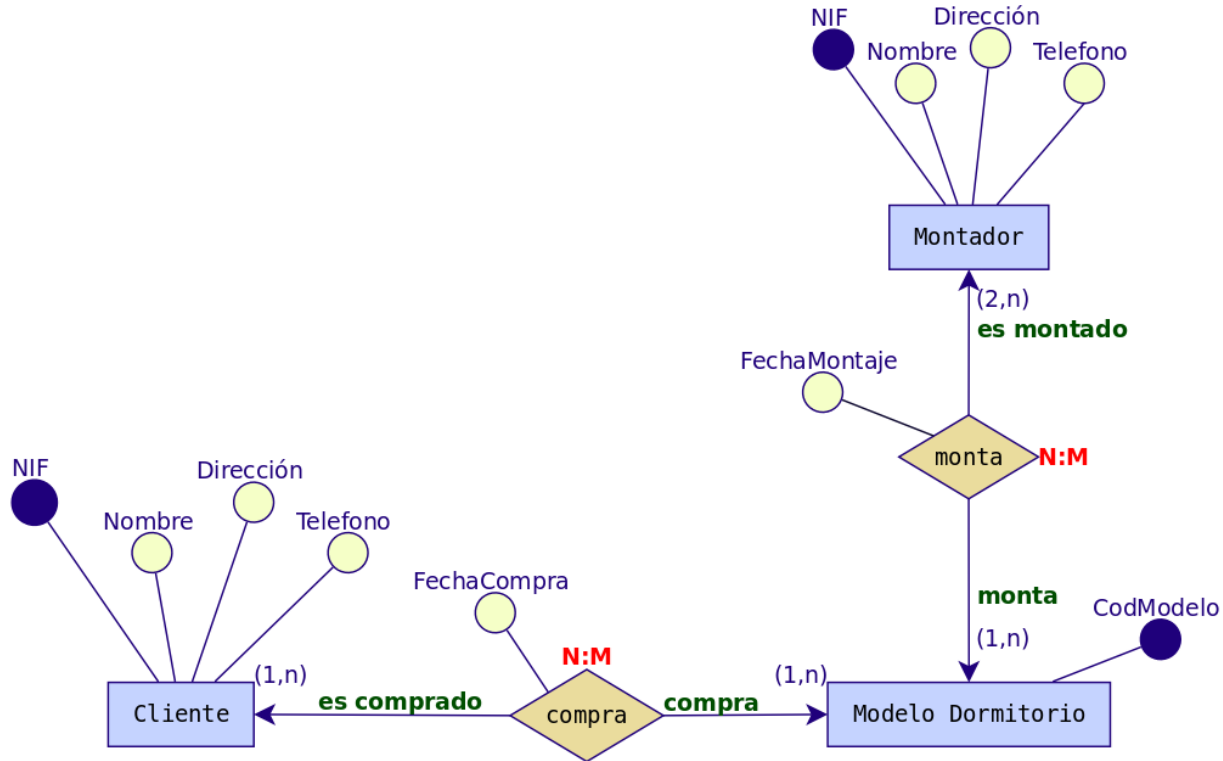 Dirección
NIF
Nombre
Telefono
Montador
(2,n)
es montado
FechaMontaje
monta
N:M
NIF
Dirección
Nombre
Telefono
FechaCompra
monta
CodModelo
(1,n)
N:M
(1,n)
(1,n)
es comprado
compra
Cliente
compra
Modelo Dormitorio